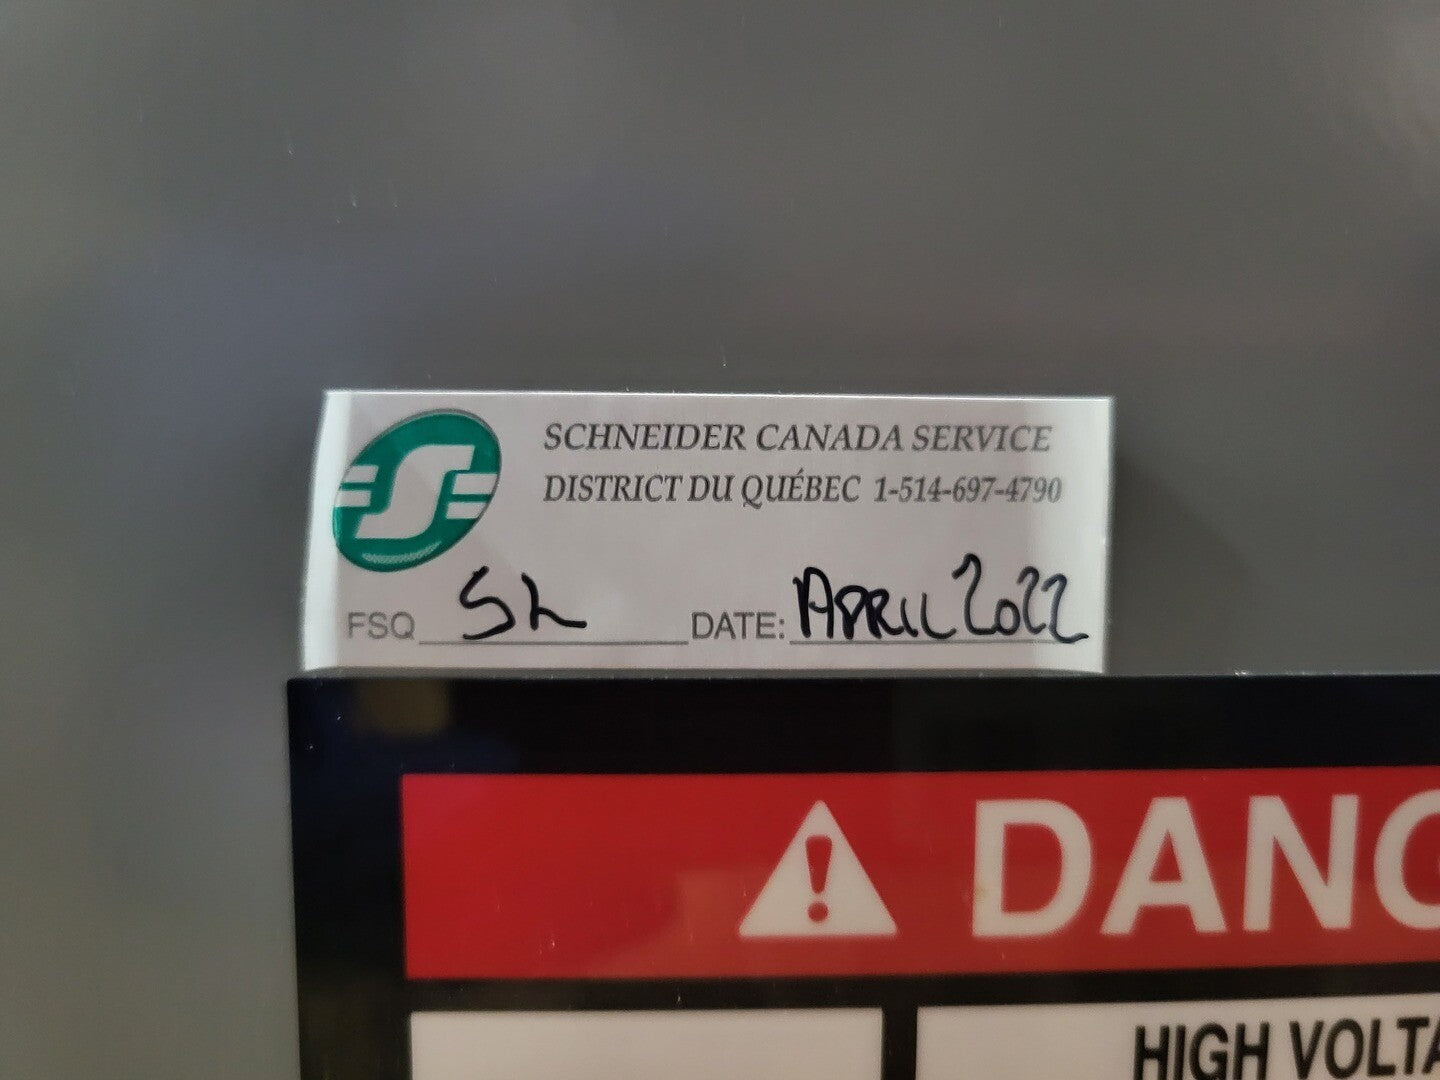 SCHNEIDER CANADA SERVICE
DISTRICT DU QUÉBEC 1-514-697-4790
FSQ SL DATE: APRIL 2022
DANG
HIGH VOLTA